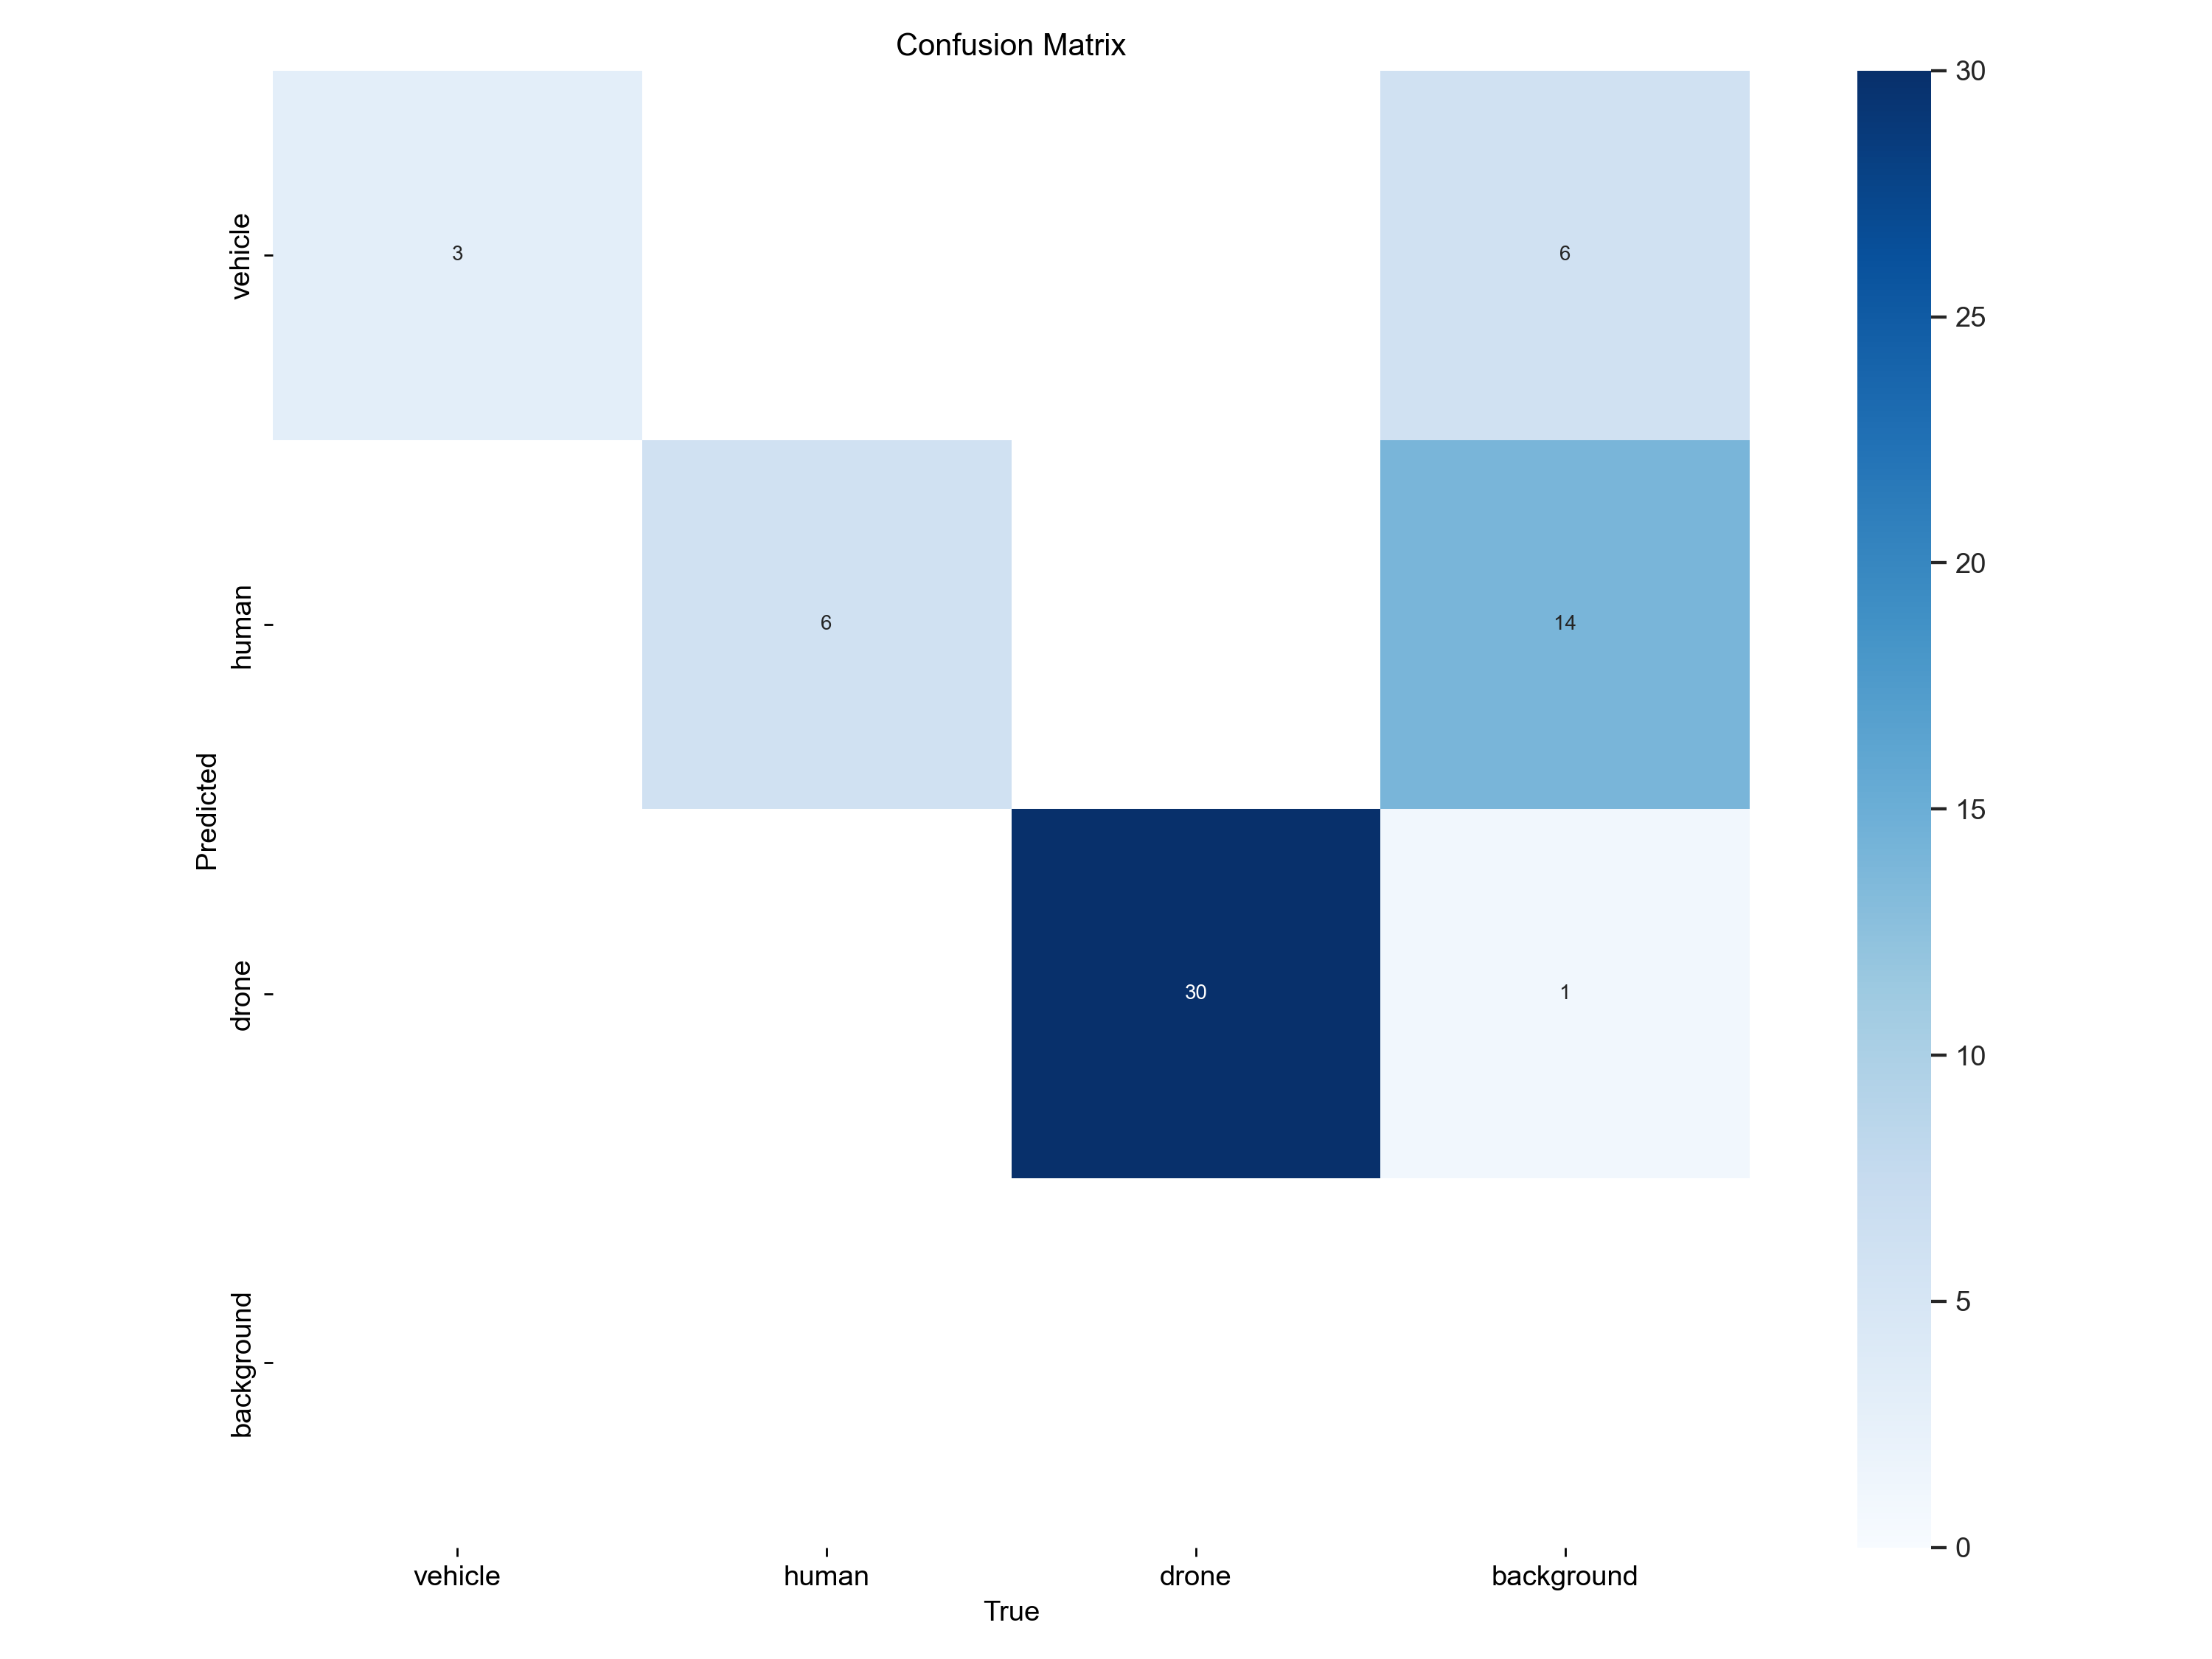 Confusion Matrix
vehicle
3
6
human
6
14
drone
30
1
background
Predicted
vehicle
human
drone
background
True
30
25
20
15
10
5
0